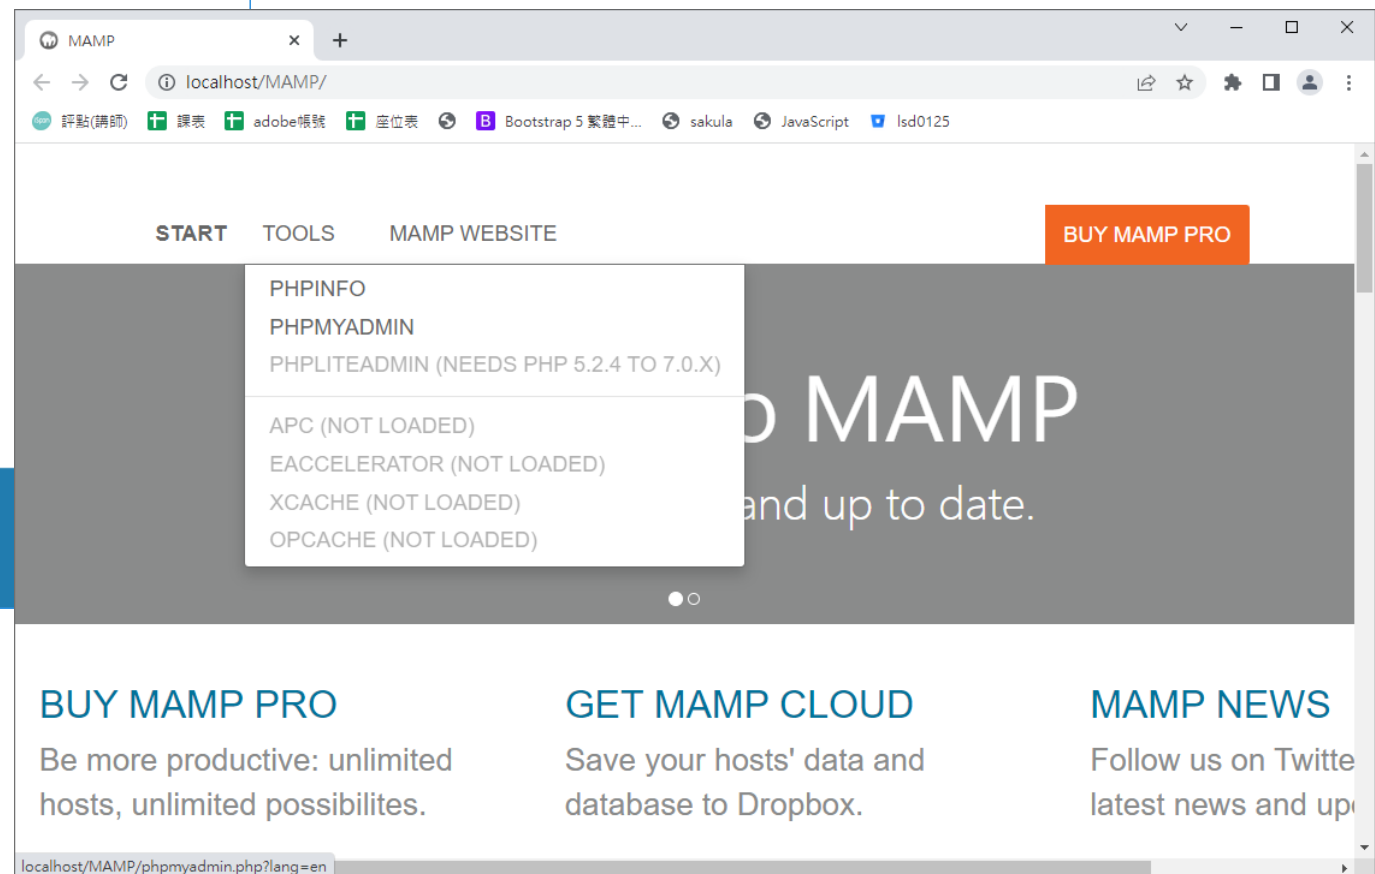 MAMP
localhost/MAMP/
評點(講師) 課表 adobe帳號 座位表 B Bootstrap 5 繁體中... sakula JavaScript lsd0125
START TOOLS MAMP WEBSITE BUY MAMP PRO
PHPINFO
PHPMYADMIN
PHPLITEADMIN (NEEDS PHP 5.2.4 TO 7.0.X)
APC (NOT LOADED)
EACCELERATOR (NOT LOADED)
XCACHE (NOT LOADED)
OPCACHE (NOT LOADED)
o MAMP
and up to date.
BUY MAMP PRO
Be more productive: unlimited
hosts, unlimited possibilites.
GET MAMP CLOUD
Save your hosts' data and
database to Dropbox.
MAMP NEWS
Follow us on Twitte
latest news and up
localhost/MAMP/phpmyadmin.php?lang=en